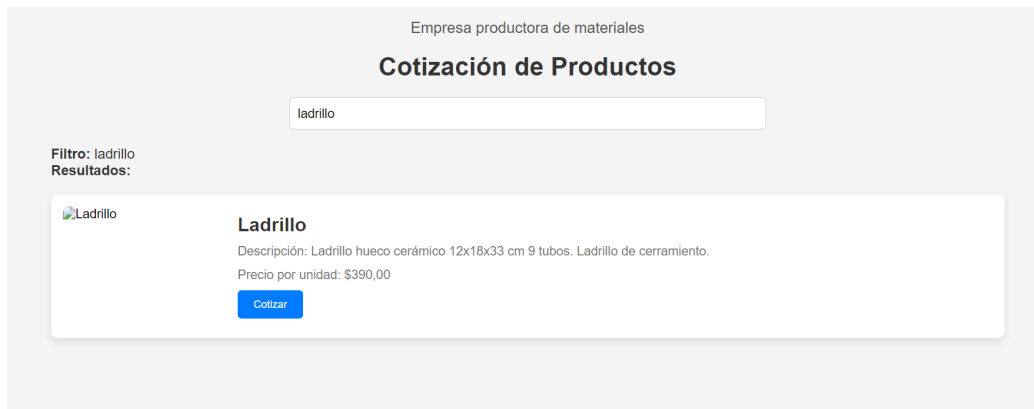 Empresa productora de materiales
Cotización de Productos
ladrillo
Filtro: ladrillo
Resultados:
Ladrillo
Ladrillo
Descripción: Ladrillo hueco cerámico 12x18x33 cm 9 tubos. Ladrillo de cerramiento.
Precio por unidad: $390,00
Cotizar